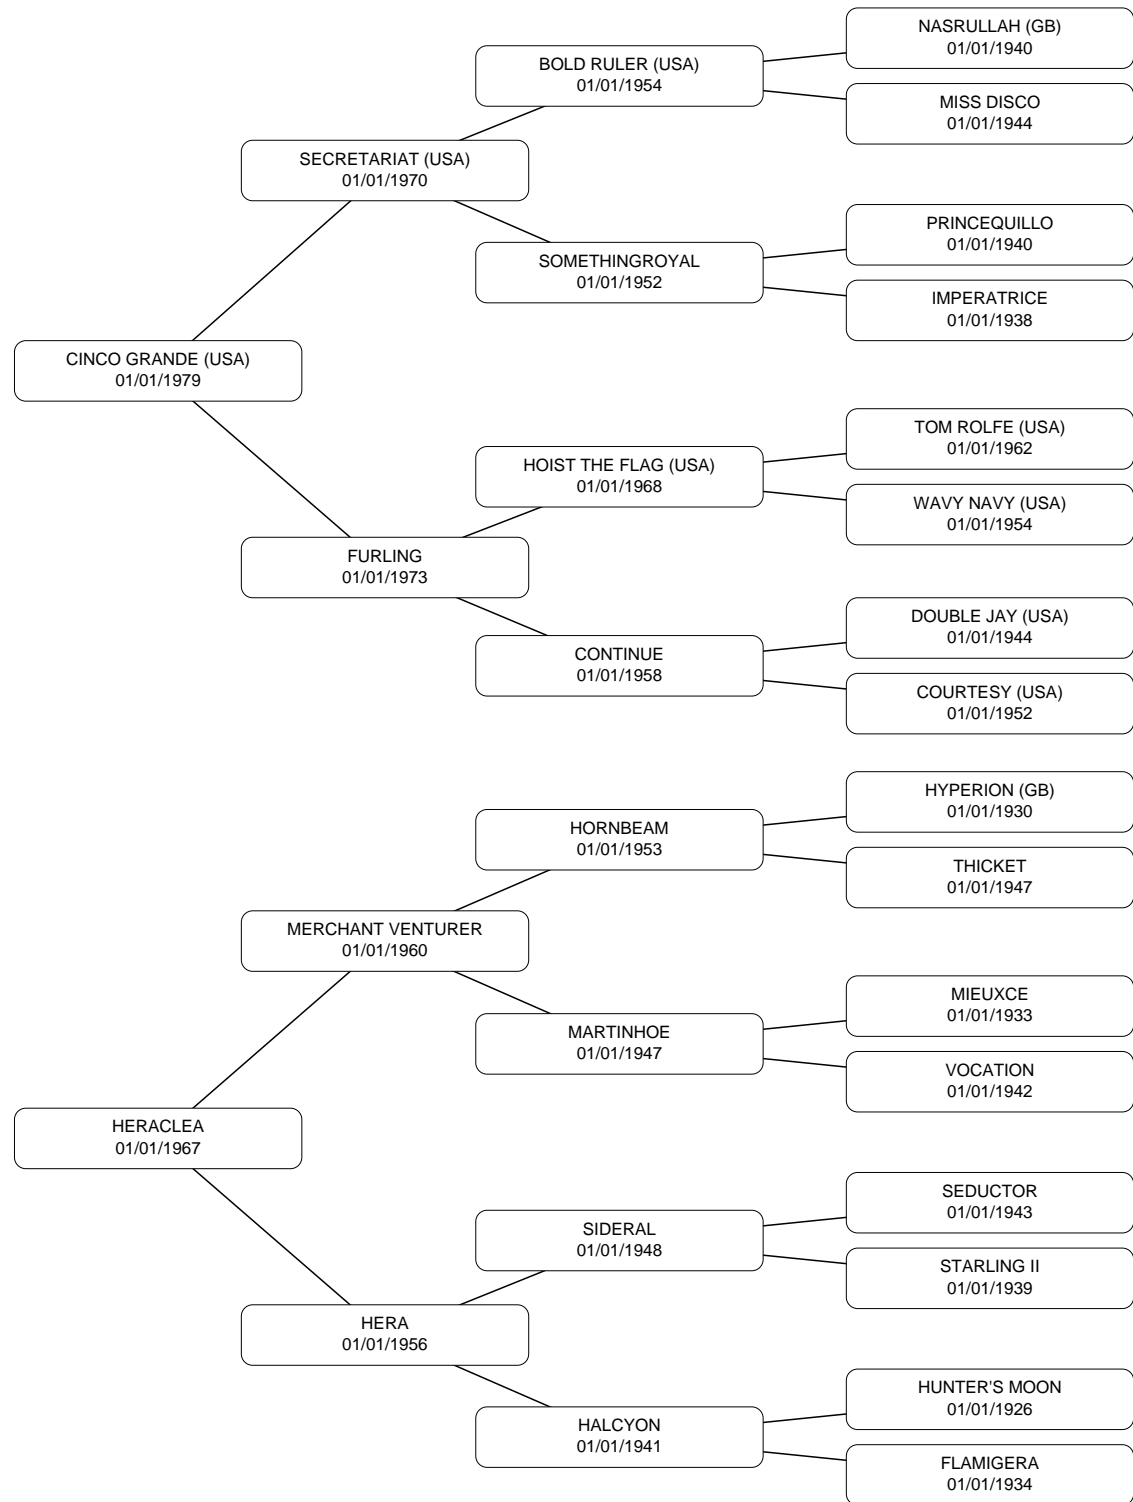 NASRULLAH (GB)
01/01/1940
BOLD RULER (USA)
01/01/1954
MISS DISCO
01/01/1944
SECRETARIAT (USA)
01/01/1970
PRINCEQUILLO
01/01/1940
SOMETHINGROYAL
01/01/1952
IMPERATRICE
01/01/1938
CINCO GRANDE (USA)
01/01/1979
TOM ROLFE (USA)
01/01/1962
HOIST THE FLAG (USA)
01/01/1968
WAVY NAVY (USA)
01/01/1954
FURLING
01/01/1973
DOUBLE JAY (USA)
01/01/1944
CONTINUE
01/01/1958
COURTESY (USA)
01/01/1952
HYPERION (GB)
01/01/1930
HORNBEAM
01/01/1953
THICKET
01/01/1947
MERCHANT VENTURER
01/01/1960
MIEUXCE
01/01/1933
MARTINHOE
01/01/1947
VOCATION
01/01/1942
HERACLEA
01/01/1967
SEDUCTOR
01/01/1943
SIDERAL
01/01/1948
STARLING II
01/01/1939
HERA
01/01/1956
HUNTER'S MOON
01/01/1926
HALCYON
01/01/1941
FLAMIGERA
01/01/1934